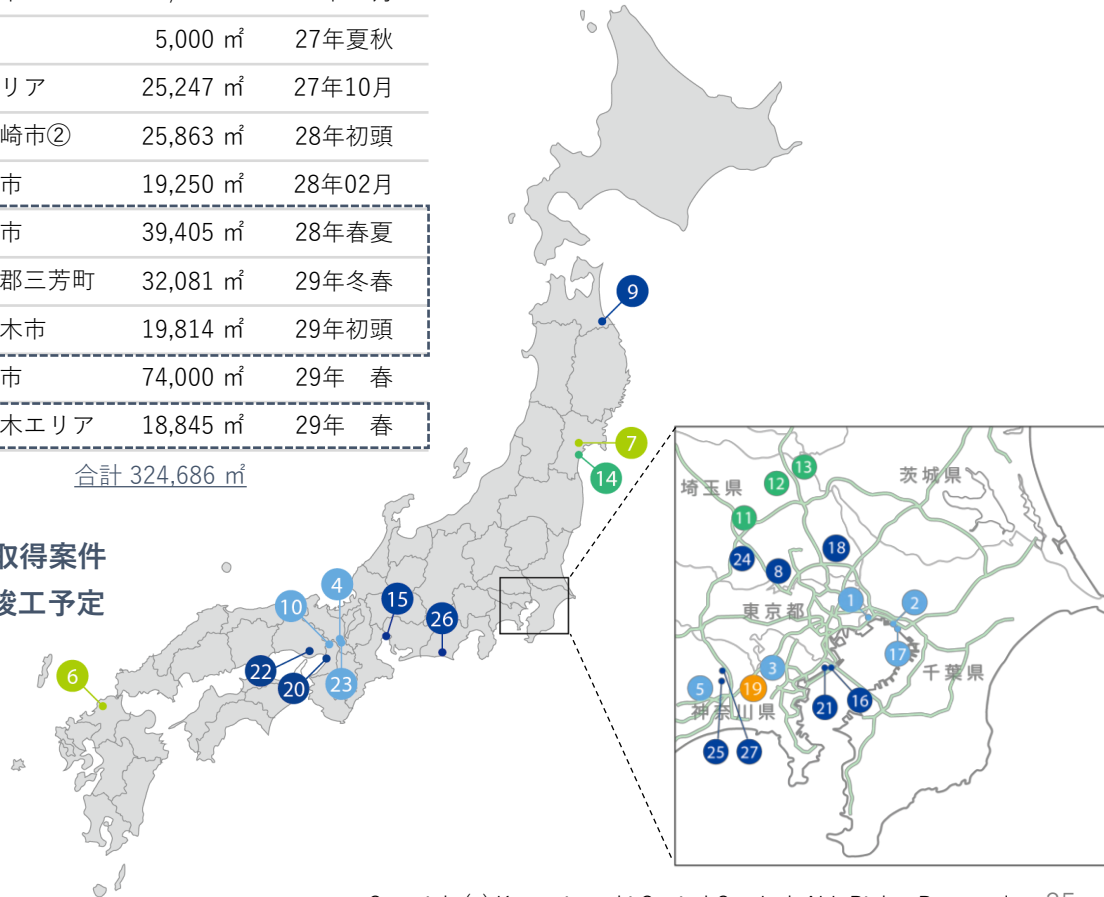 5,000 ㎡ 27年夏秋
リア 25,247 ㎡ 27年10月
崎市② 25,863 ㎡ 28年初頭
市 19,250 ㎡ 28年02月
市 39,405 ㎡ 28年春夏
郡三芳町 32,081 ㎡ 29年冬春
木市 19,814 ㎡ 29年初頭
市 74,000 ㎡ 29年 春
木エリア 18,845 ㎡ 29年 春
合計 324,686 ㎡
取得案件
竣工予定
9
7
14
4
10
15
26
22
20
23
6
埼玉県
茨城県
13
12
11
24
8
18
東京都
1
2
17
千葉県
5
3
19
神奈川県
21
16
25
27